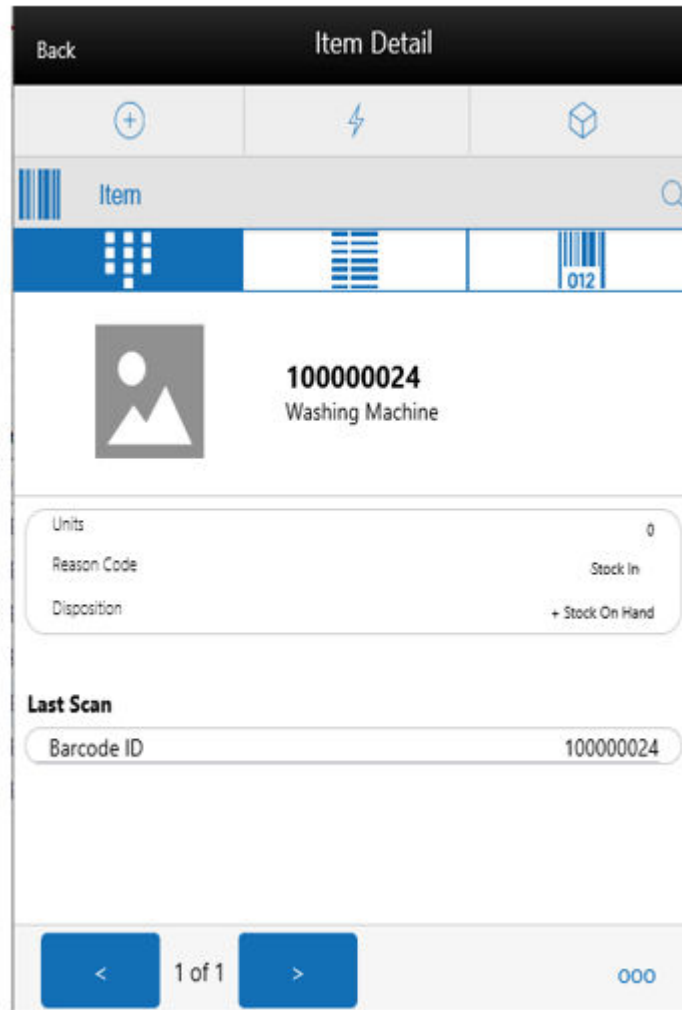 Back Item Detail
Item
012
100000024
Washing Machine
Units 0
Reason Code Stock In
Disposition + Stock On Hand
Last Scan
Barcode ID 100000024
< 1 of 1 >
ooo